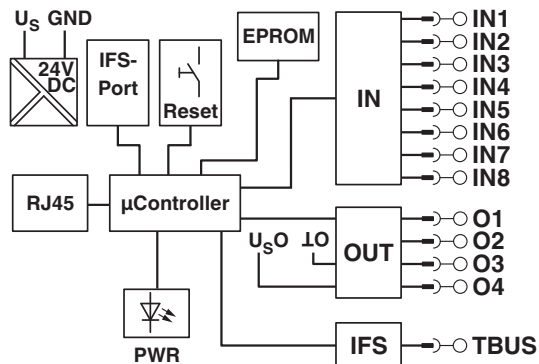 US GND
24V
DC
IFS-
Port
Reset
EPROM
IN
IN1
IN2
IN3
IN4
IN5
IN6
IN7
IN8
RJ45
µController
USO
OT
OUT
O1
O2
O3
O4
PWR
IFS
TBUS